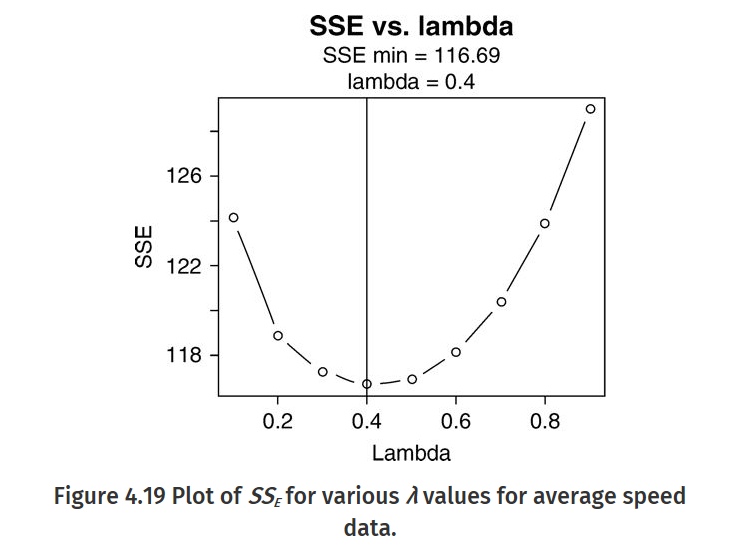 SSE vs. lambda
SSE min = 116.69
lambda = 0.4
126
122
118
SSE
0.2 0.4 0.6 0.8
Lambda
Figure 4.19 Plot of SS_E for various λ values for average speed
data.